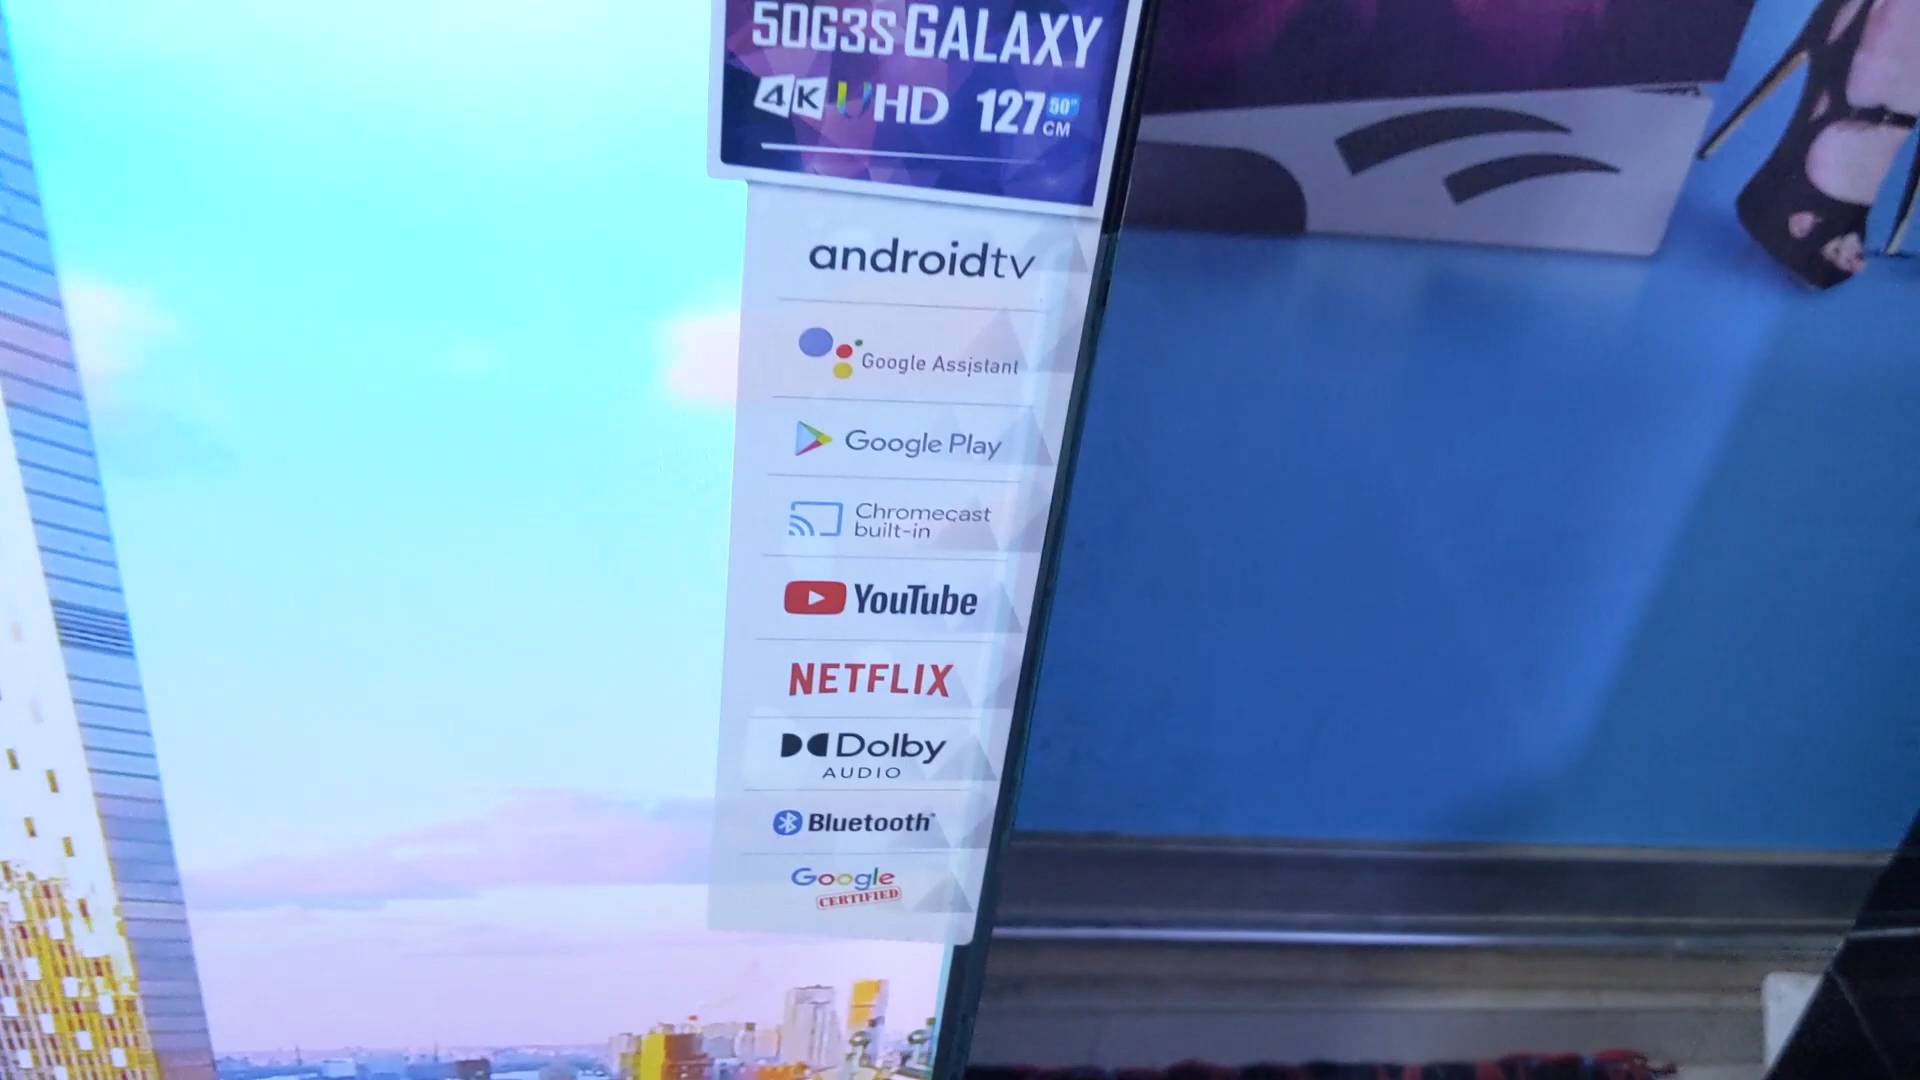 50G3S GALAXY
4K UHD 127 CM 50"
androidtv
Google Assistant
Google Play
Chromecast
built-in
YouTube
NETFLIX
Dolby
AUDIO
Bluetooth
Google
CERTIFIED